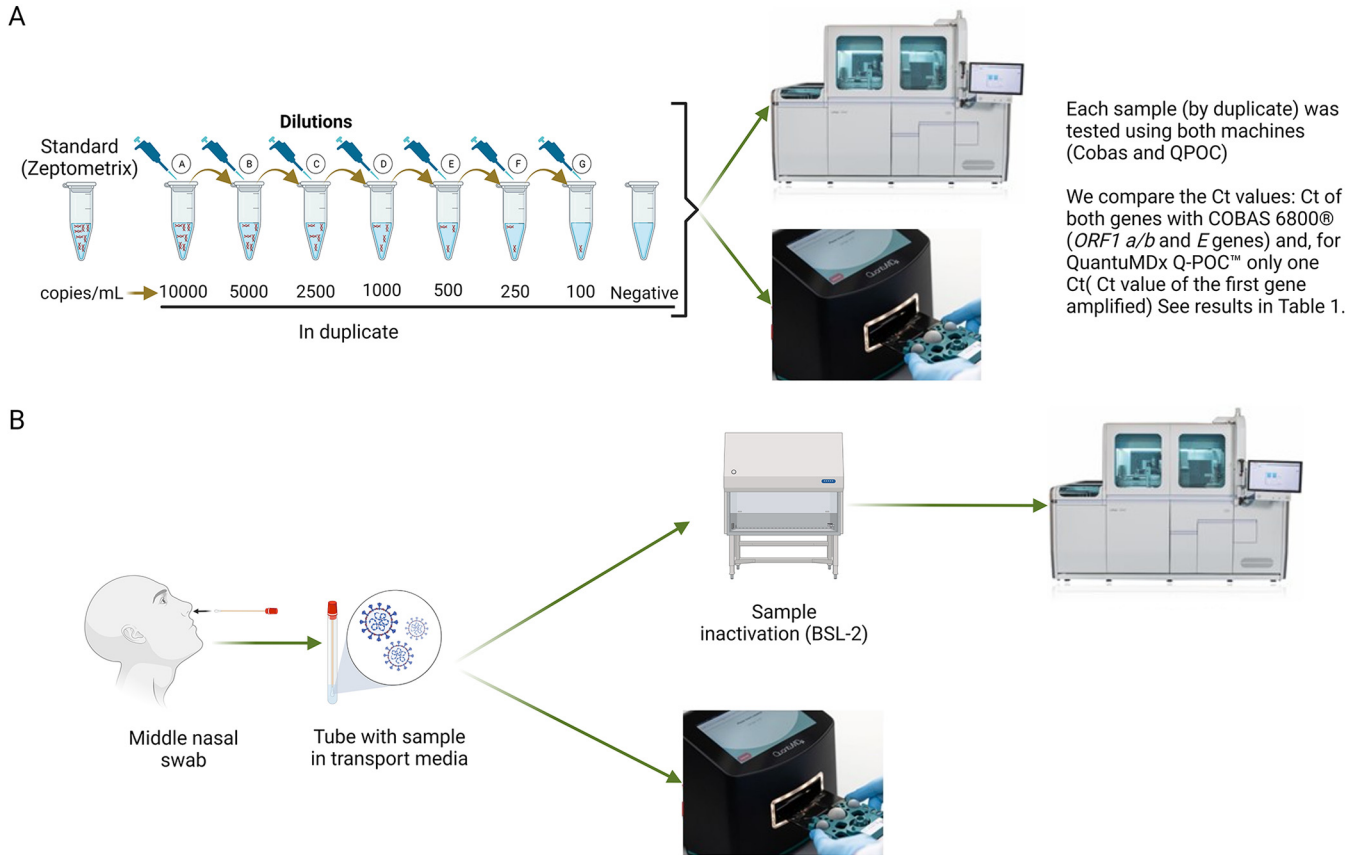 A
Dilutions
Standard
(Zeptometrix)
A B C D E F G
copies/mL 10000 5000 2500 1000 500 250 100 Negative
In duplicate
QuantuMDx
Each sample (by duplicate) was
tested using both machines
(Cobas and QPOC)
We compare the Ct values: Ct of
both genes with COBAS 6800®
(ORF1 a/b and E genes) and, for
QuantuMDx Q-POC™ only one
Ct( Ct value of the first gene
amplified) See results in Table 1.
B
Middle nasal
swab
Tube with sample
in transport media
Sample
inactivation (BSL-2)
QuantuMDx